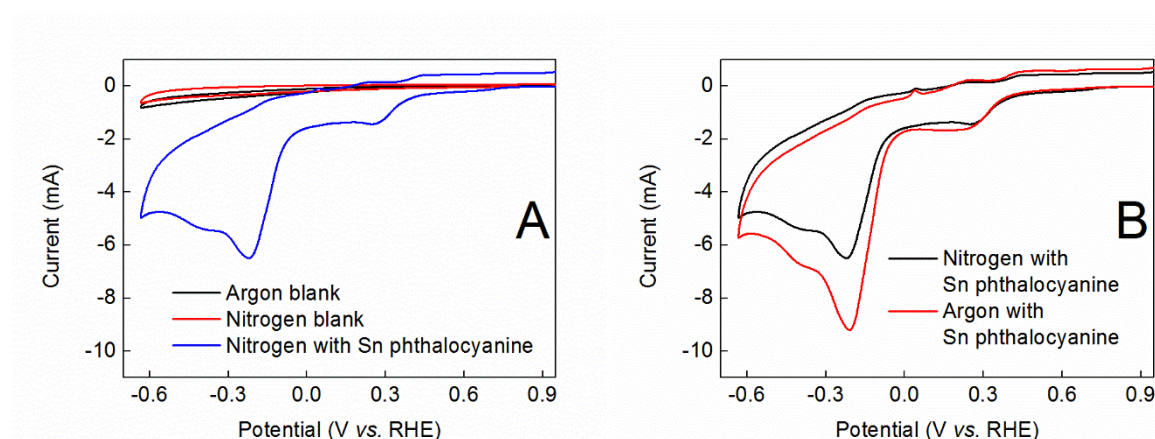 0
-2
-4
-6
-8
-10
Current (mA)
A
Argon blank
Nitrogen blank
Nitrogen with Sn phthalocyanine
-0.6
-0.3
0.0
0.3
0.6
0.9
Potential (V vs. RHE)
0
-2
-4
-6
-8
-10
Current (mA)
B
Nitrogen with
Sn phthalocyanine
Argon with
Sn phthalocyanine
-0.6
-0.3
0.0
0.3
0.6
0.9
Potential (V vs. RHE)